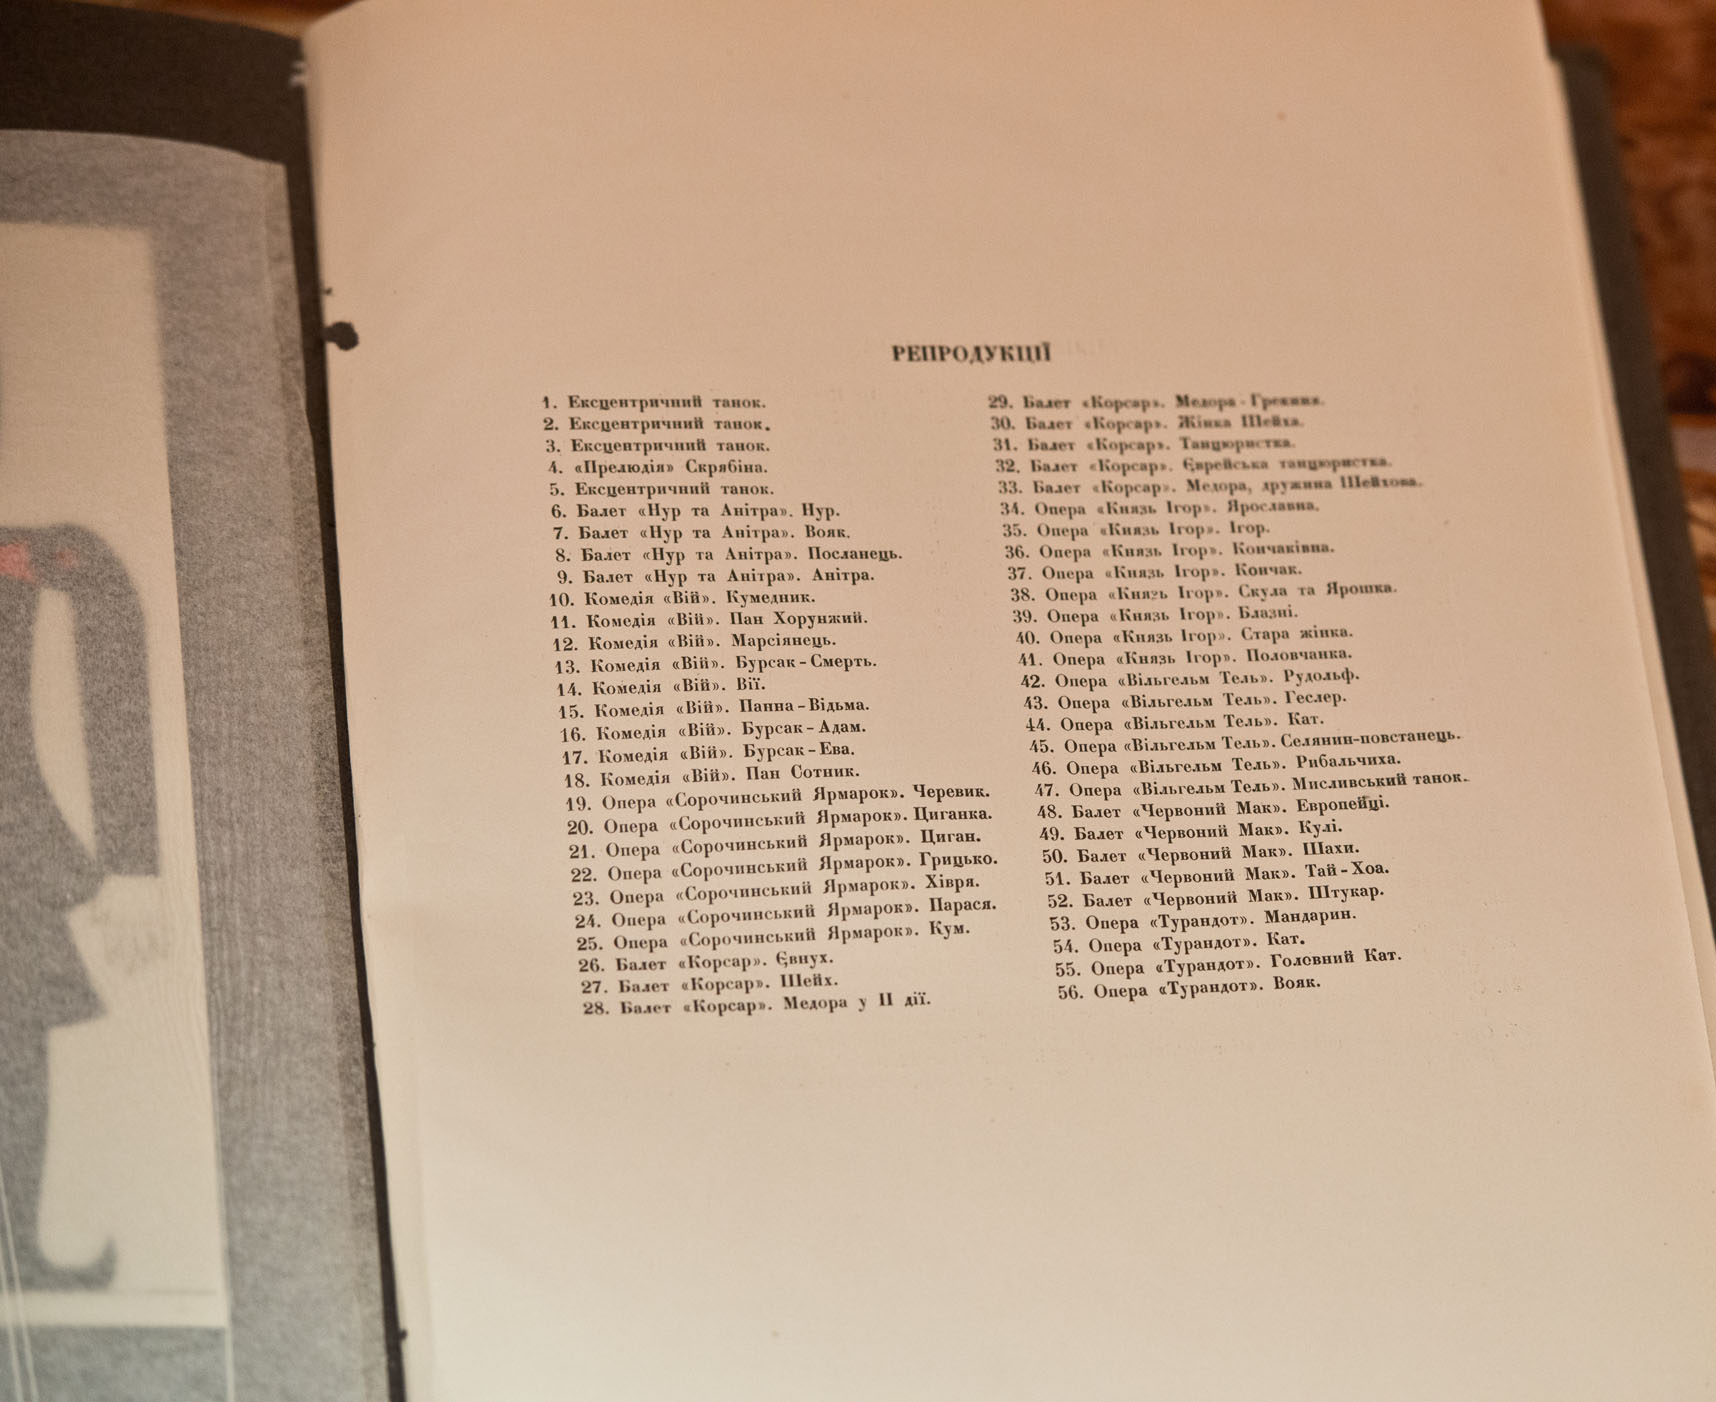 РЕПРОДУКЦІЇ
1. Ексцентричний танок.
2. Ексцентричний танок.
3. Ексцентричний танок.
4. «Прелюдія» Скрябіна.
5. Ексцентричний танок.
6. Балет «Нур та Анітра». Нур.
7. Балет «Нур та Анітра». Вояк.
8. Балет «Нур та Анітра». Посланець.
9. Балет «Нур та Анітра». Анітра.
10. Комедія «Вій». Кумедник.
11. Комедія «Вій». Пан Хорунжий.
12. Комедія «Вій». Марсіянець.
13. Комедія «Вій». Бурсак-Смерть.
14. Комедія «Вій». Вії.
15. Комедія «Вій». Панна-Відьма.
16. Комедія «Вій». Бурсак-Адам.
17. Комедія «Вій». Бурсак-Ева.
18. Комедія «Вій». Пан Сотник.
19. Опера «Сорочинський Ярмарок». Черевик.
20. Опера «Сорочинський Ярмарок». Циганка.
21. Опера «Сорочинський Ярмарок». Циган.
22. Опера «Сорочинський Ярмарок». Грицько.
23. Опера «Сорочинський Ярмарок». Хівря.
24. Опера «Сорочинський Ярмарок». Парася.
25. Опера «Сорочинський Ярмарок». Кум.
26. Балет «Корсар». Євнух.
27. Балет «Корсар». Шейх.
28. Балет «Корсар». Медора у II дії.
29. Балет «Корсар». Медора-Грекиня.
30. Балет «Корсар». Жінка Шейха.
31. Балет «Корсар». Танцюристка.
32. Балет «Корсар». Єврейська танцюристка.
33. Балет «Корсар». Медора, дружина Шейхова.
34. Опера «Князь Ігор». Ярославна.
35. Опера «Князь Ігор». Ігор.
36. Опера «Князь Ігор». Кончаківна.
37. Опера «Князь Ігор». Кончак.
38. Опера «Князь Ігор». Скула та Ярошка.
39. Опера «Князь Ігор». Блазні.
40. Опера «Князь Ігор». Стара жінка.
41. Опера «Князь Ігор». Половчанка.
42. Опера «Вільгельм Тель». Рудольф.
43. Опера «Вільгельм Тель». Геслер.
44. Опера «Вільгельм Тель». Кат.
45. Опера «Вільгельм Тель». Селянин-повстанець.
46. Опера «Вільгельм Тель». Рибальчиха.
47. Опера «Вільгельм Тель». Мисливський танок.
48. Балет «Червоний Мак». Европейці.
49. Балет «Червоний Мак». Кулі.
50. Балет «Червоний Мак». Шахи.
51. Балет «Червоний Мак». Тай-Хоа.
52. Балет «Червоний Мак». Штукар.
53. Опера «Турандот». Мандарин.
54. Опера «Турандот». Кат.
55. Опера «Турандот». Головний Кат.
56. Опера «Турандот». Вояк.